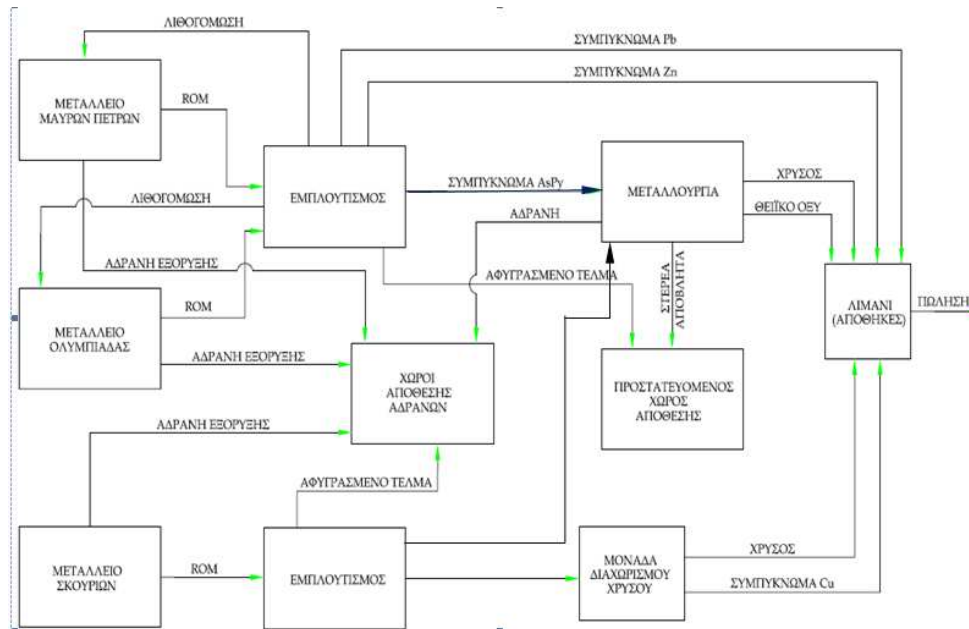 ΛΙΘΟΓΟΜΩΣΗ
ΣΥΜΠΥΚΝΩΜΑ Pb
ΣΥΜΠΥΚΝΩΜΑ Zn
ΜΕΤΑΛΛΕΙΟ
ΜΑΥΡΩΝ ΠΕΤΡΩΝ
ROM
ΕΜΠΛΟΥΤΙΣΜΟΣ
ΣΥΜΠΥΚΝΩΜΑ AsPy
ΜΕΤΑΛΛΟΥΡΓΙΑ
ΧΡΥΣΟΣ
ΘΕΙΪΚΟ ΟΞΥ
ΛΙΘΟΓΟΜΩΣΗ
ΑΔΡΑΝΗ
ΑΔΡΑΝΗ ΕΞΟΡΥΞΗΣ
ΑΦΥΓΡΑΣΜΕΝΟ ΤΕΛΜΑ
ΣΤΕΡΕΑ
ΑΠΟΒΛΗΤΑ
ROM
ΜΕΤΑΛΛΕΙΟ
ΟΛΥΜΠΙΑΔΑΣ
ΛΙΜΑΝΙ
(ΑΠΟΘΗΚΕΣ)
ΠΩΛΗΣΗ
ΑΔΡΑΝΗ ΕΞΟΡΥΞΗΣ
ΧΩΡΟΙ
ΑΠΟΘΕΣΗΣ
ΑΔΡΑΝΩΝ
ΠΡΟΣΤΑΤΕΥΟΜΕΝΟΣ
ΧΩΡΟΣ
ΑΠΟΘΕΣΗΣ
ΑΔΡΑΝΗ ΕΞΟΡΥΞΗΣ
ΑΦΥΓΡΑΣΜΕΝΟ ΤΕΛΜΑ
ΜΕΤΑΛΛΕΙΟ
ΣΚΟΥΡΙΩΝ
ROM
ΕΜΠΛΟΥΤΙΣΜΟΣ
ΜΟΝΑΔΑ
ΔΙΑΧΩΡΙΣΜΟΥ
ΧΡΥΣΟΥ
ΧΡΥΣΟΣ
ΣΥΜΠΥΚΝΩΜΑ Cu